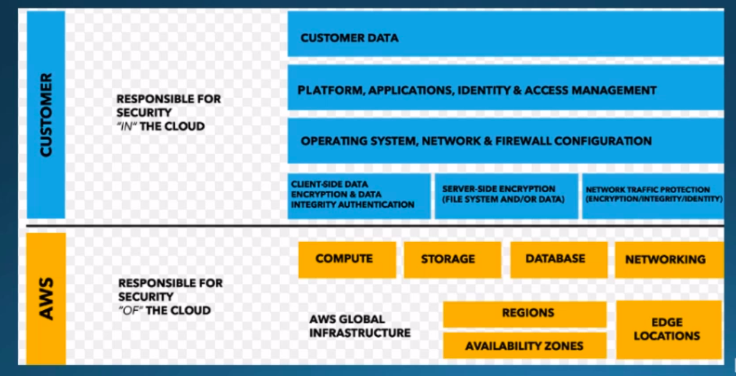 CUSTOMER
RESPONSIBLE FOR
SECURITY
"IN" THE CLOUD
CUSTOMER DATA
PLATFORM, APPLICATIONS, IDENTITY & ACCESS MANAGEMENT
OPERATING SYSTEM, NETWORK & FIREWALL CONFIGURATION
CLIENT-SIDE DATA
ENCRYPTION & DATA
INTEGRITY AUTHENTICATION
SERVER-SIDE ENCRYPTION
(FILE SYSTEM AND/OR DATA)
NETWORK TRAFFIC PROTECTION
(ENCRYPTION/INTEGRITY/IDENTITY)
AWS
RESPONSIBLE FOR
SECURITY
"OF" THE CLOUD
COMPUTE
STORAGE
DATABASE
NETWORKING
AWS GLOBAL
INFRASTRUCTURE
REGIONS
AVAILABILITY ZONES
EDGE
LOCATIONS